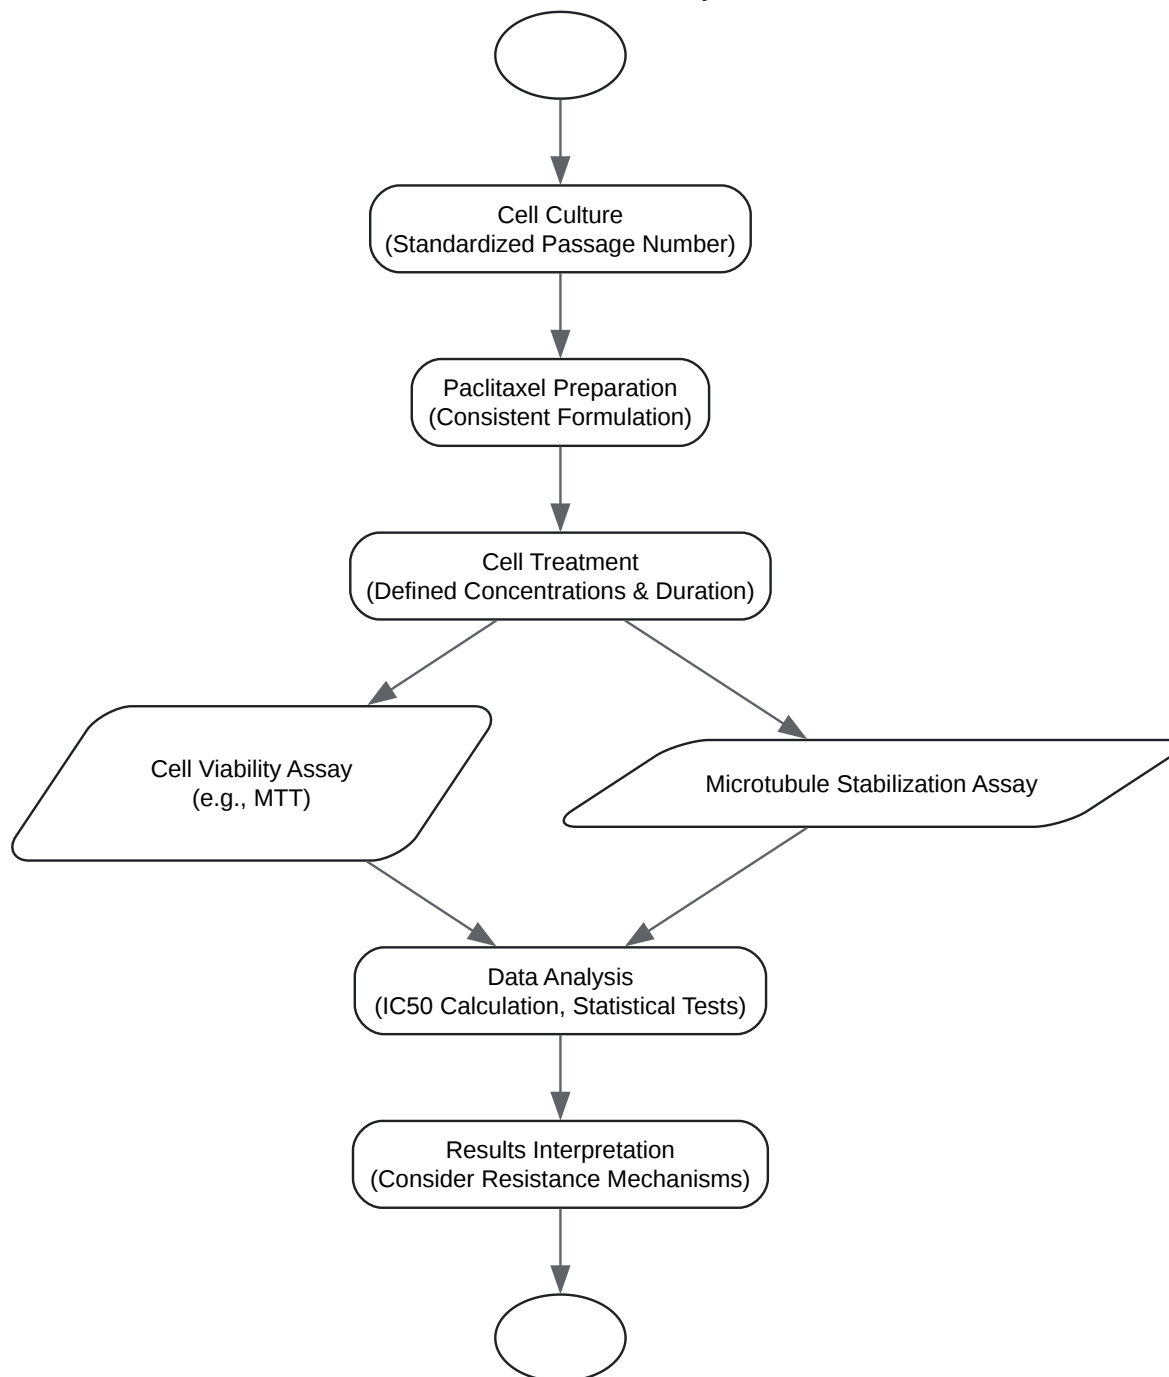 Cell Culture
(Standardized Passage Number)
Paclitaxel Preparation
(Consistent Formulation)
Cell Treatment
(Defined Concentrations & Duration)
Cell Viability Assay
(e.g., MTT)
Microtubule Stabilization Assay
Data Analysis
(IC50 Calculation, Statistical Tests)
Results Interpretation
(Consider Resistance Mechanisms)